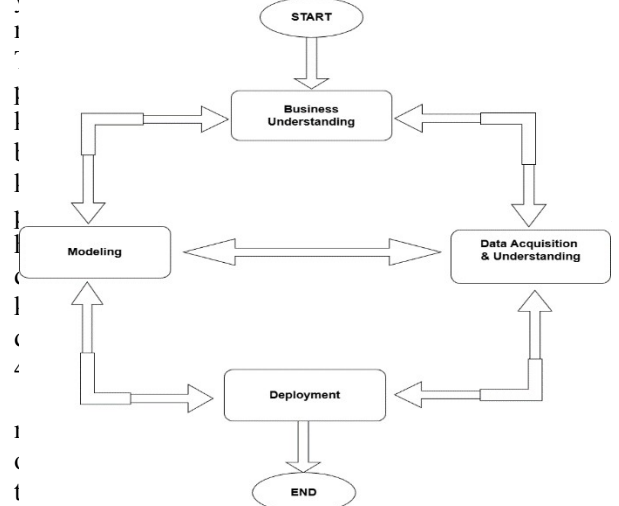 START
Business
Understanding
Modeling
Data Acquisition
& Understanding
Deployment
END